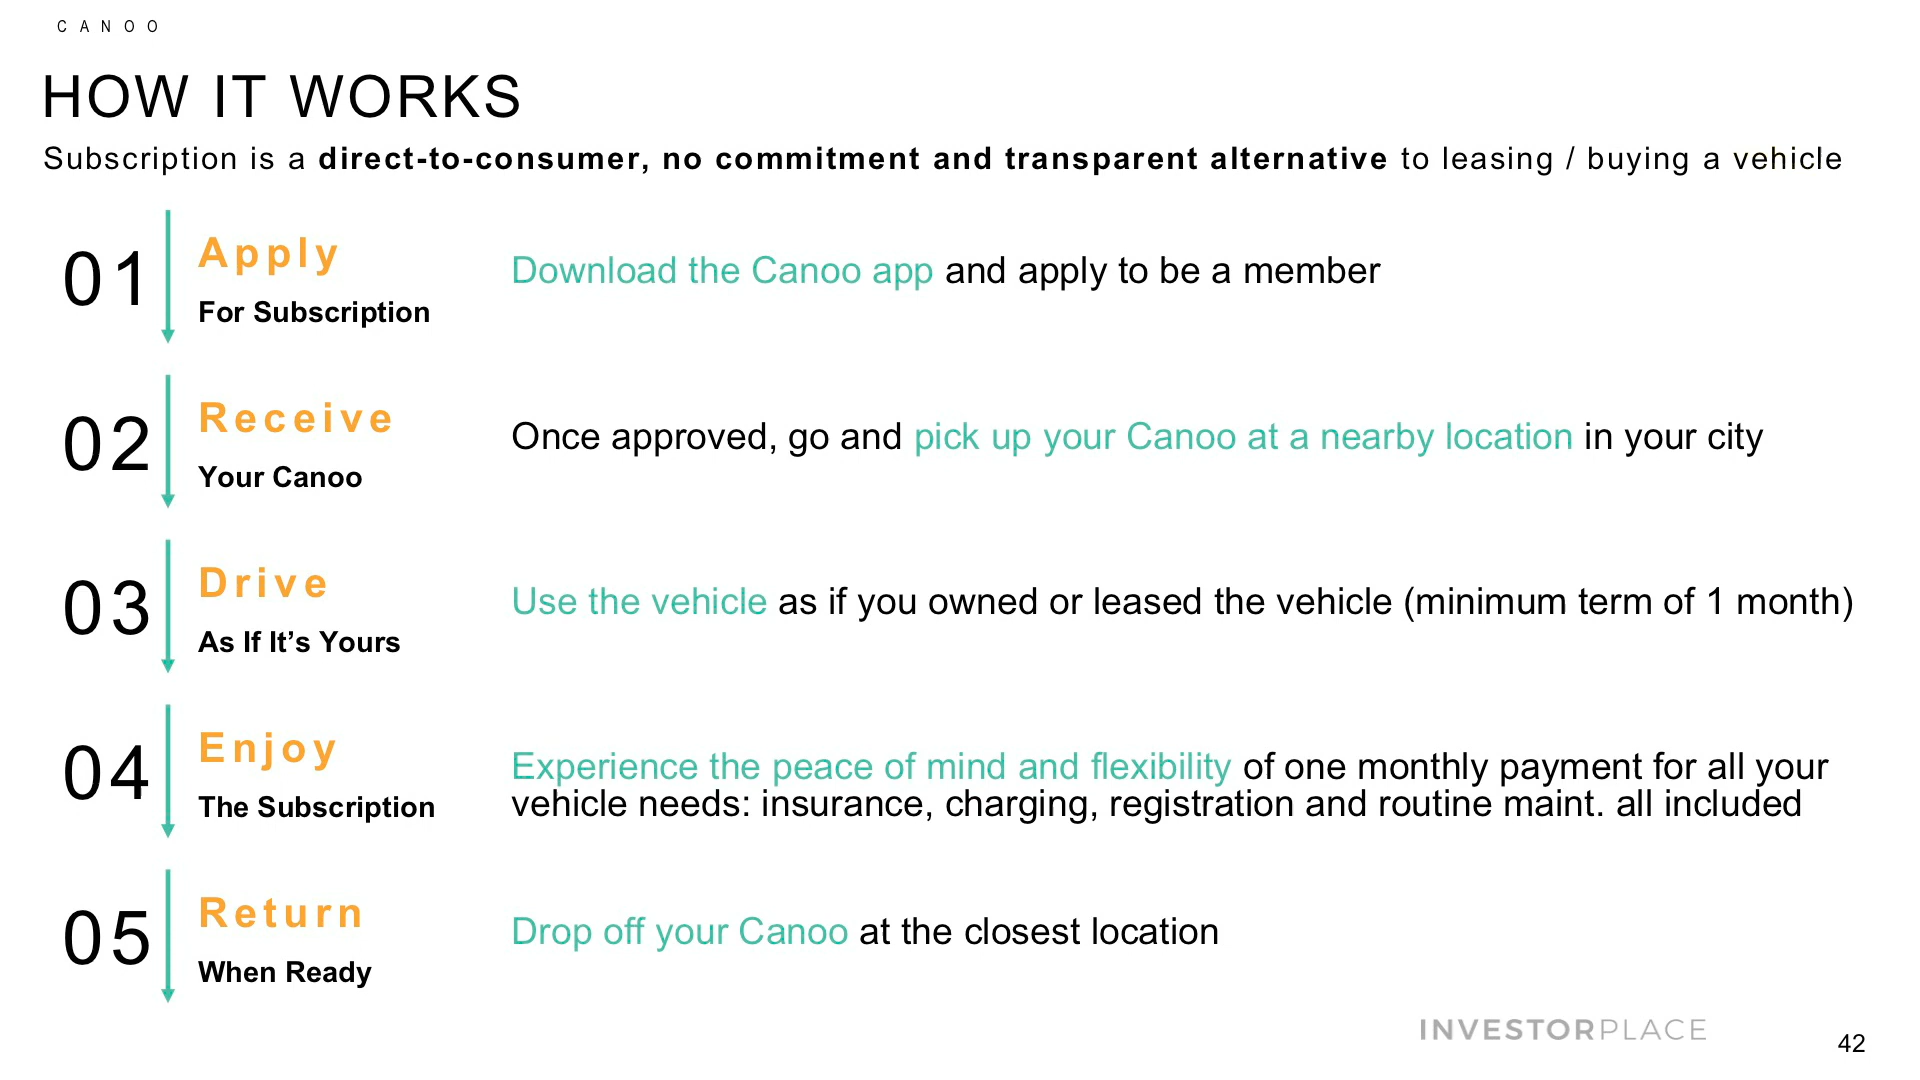 CANOO
HOW IT WORKS
Subscription is a direct-to-consumer, no commitment and transparent alternative to leasing / buying a vehicle
01
Apply
For Subscription
Download the Canoo app and apply to be a member
02
Receive
Your Canoo
Once approved, go and pick up your Canoo at a nearby location in your city
03
Drive
As If It’s Yours
Use the vehicle as if you owned or leased the vehicle (minimum term of 1 month)
04
Enjoy
The Subscription
Experience the peace of mind and flexibility of one monthly payment for all your
vehicle needs: insurance, charging, registration and routine maint. all included
05
Return
When Ready
Drop off your Canoo at the closest location
INVESTORPLACE
42